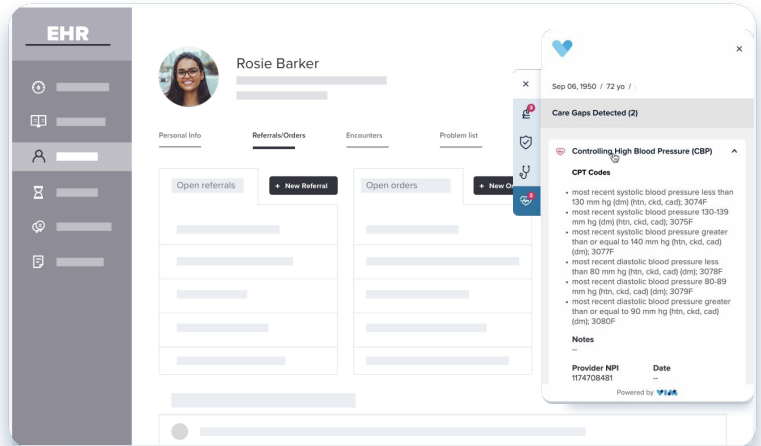 EHR
Rosie Barker
Personal Info
Referrals/Orders
Encounters
Problem list
Open referrals
+ New Referral
Open orders
+ New
3
2
Sep 06, 1950 / 72 yo /
Care Gaps Detected (2)
Controlling High Blood Pressure (CBP)
CPT Codes
• most recent systolic blood pressure less than
130 mm hg (dm) (htn, ckd, cad); 3074F
• most recent systolic blood pressure 130-139
mm hg (dm) (htn, ckd, cad); 3075F
• most recent systolic blood pressure greater
than or equal to 140 mm hg (htn, ckd, cad)
(dm); 3077F
• most recent diastolic blood pressure less
than 80 mm hg (htn, ckd, cad) (dm); 3078F
• most recent diastolic blood pressure 80-89
mm hg (htn, ckd, cad) (dm); 3079F
• most recent diastolic blood pressure greater
than or equal to 90 mm hg (htn, ckd, cad)
(dm); 3080F
Notes
--
Provider NPI Date
1174708481 --
Powered by VIM